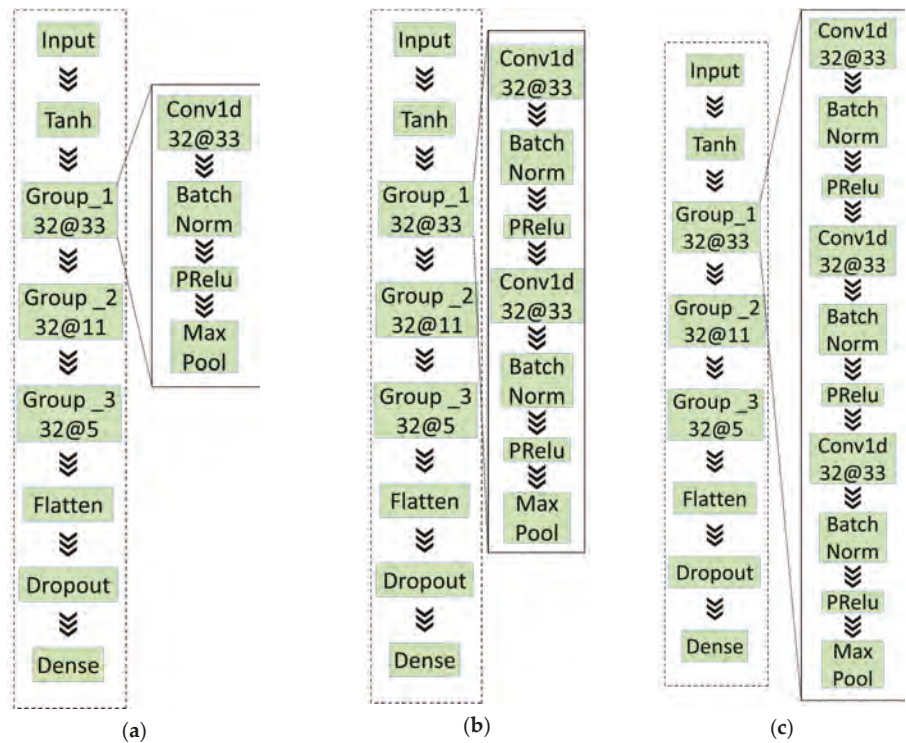 Input
Tanh
Group_1
32@33
Group _2
32@11
Group _3
32@5
Flatten
Dropout
Dense
Conv1d
32@33
Batch
Norm
PRelu
Max
Pool
(a)
Input
Tanh
Group_1
32@33
Group _2
32@11
Group _3
32@5
Flatten
Dropout
Dense
Conv1d
32@33
Batch
Norm
PRelu
Conv1d
32@33
Batch
Norm
PRelu
Max
Pool
(b)
Input
Tanh
Group_1
32@33
Group _2
32@11
Group _3
32@5
Flatten
Dropout
Dense
Conv1d
32@33
Batch
Norm
PRelu
Conv1d
32@33
Batch
Norm
PRelu
Conv1d
32@33
Batch
Norm
PRelu
Max
Pool
(c)